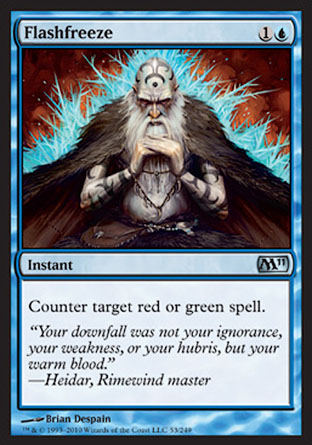 Flashfreeze 1
Instant M11
Counter target red or green spell.
“Your downfall was not your ignorance,
your weakness, or your hubris, but your
warm blood.”
—Heidar, Rimewind master
Brian Despain
™ & © 1993–2010 Wizards of the Coast LLC 53/249